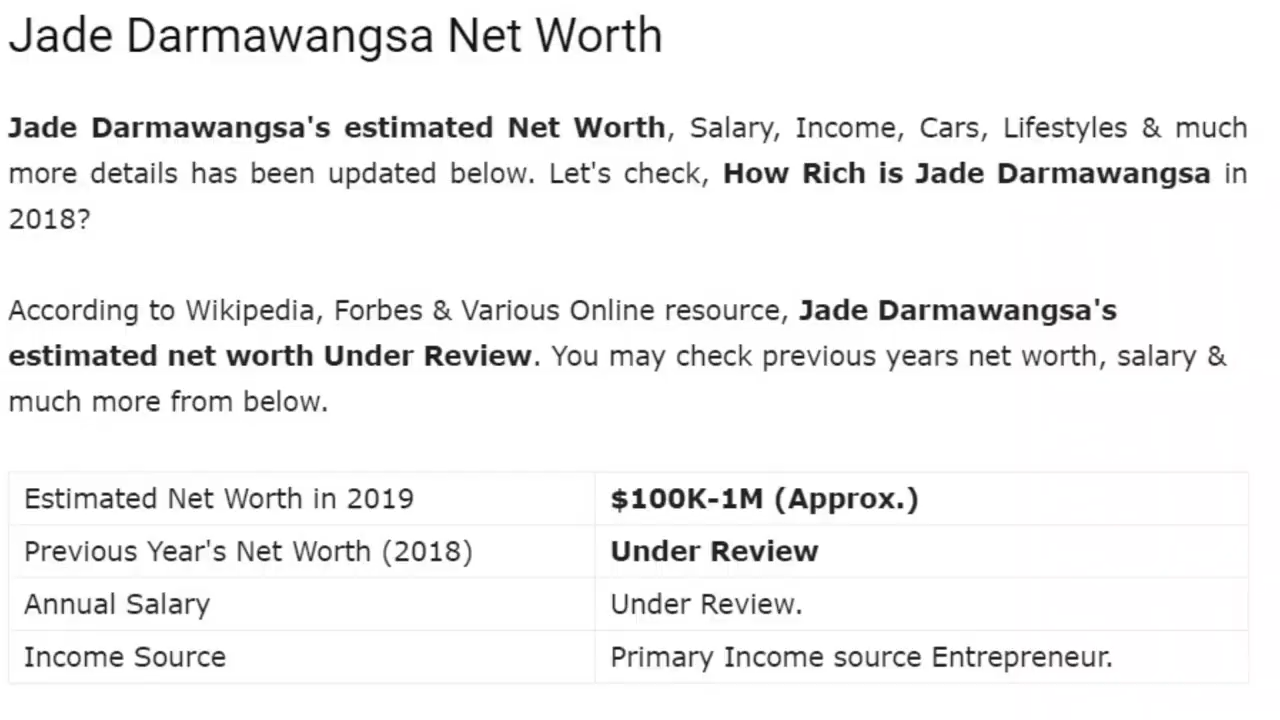 Jade Darmawangsa Net Worth
Jade Darmawangsa's estimated Net Worth, Salary, Income, Cars, Lifestyles & much
more details has been updated below. Let's check, How Rich is Jade Darmawangsa in
2018?
According to Wikipedia, Forbes & Various Online resource, Jade Darmawangsa's
estimated net worth Under Review. You may check previous years net worth, salary &
much more from below.
Estimated Net Worth in 2019 $100K-1M (Approx.)
Previous Year's Net Worth (2018) Under Review
Annual Salary Under Review.
Income Source Primary Income source Entrepreneur.